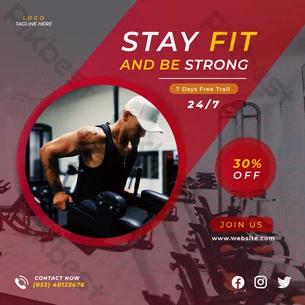 LOGO
TAGLINE HERE
STAY FIT
AND BE STRONG
7 Days Free Trail
24/7
30%
OFF
JOIN US
www.website.com
CONTACT NOW
(033) 40123676